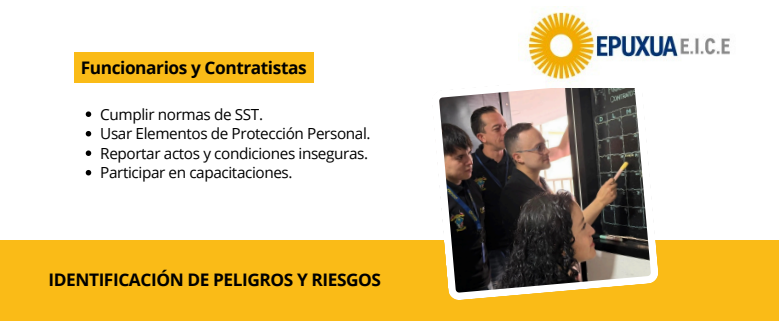 EPUXUA E.I.C.E
Funcionarios y Contratistas
Cumplir normas de SST.
Usar Elementos de Protección Personal.
Reportar actos y condiciones inseguras.
Participar en capacitaciones.
IDENTIFICACIÓN DE PELIGROS Y RIESGOS